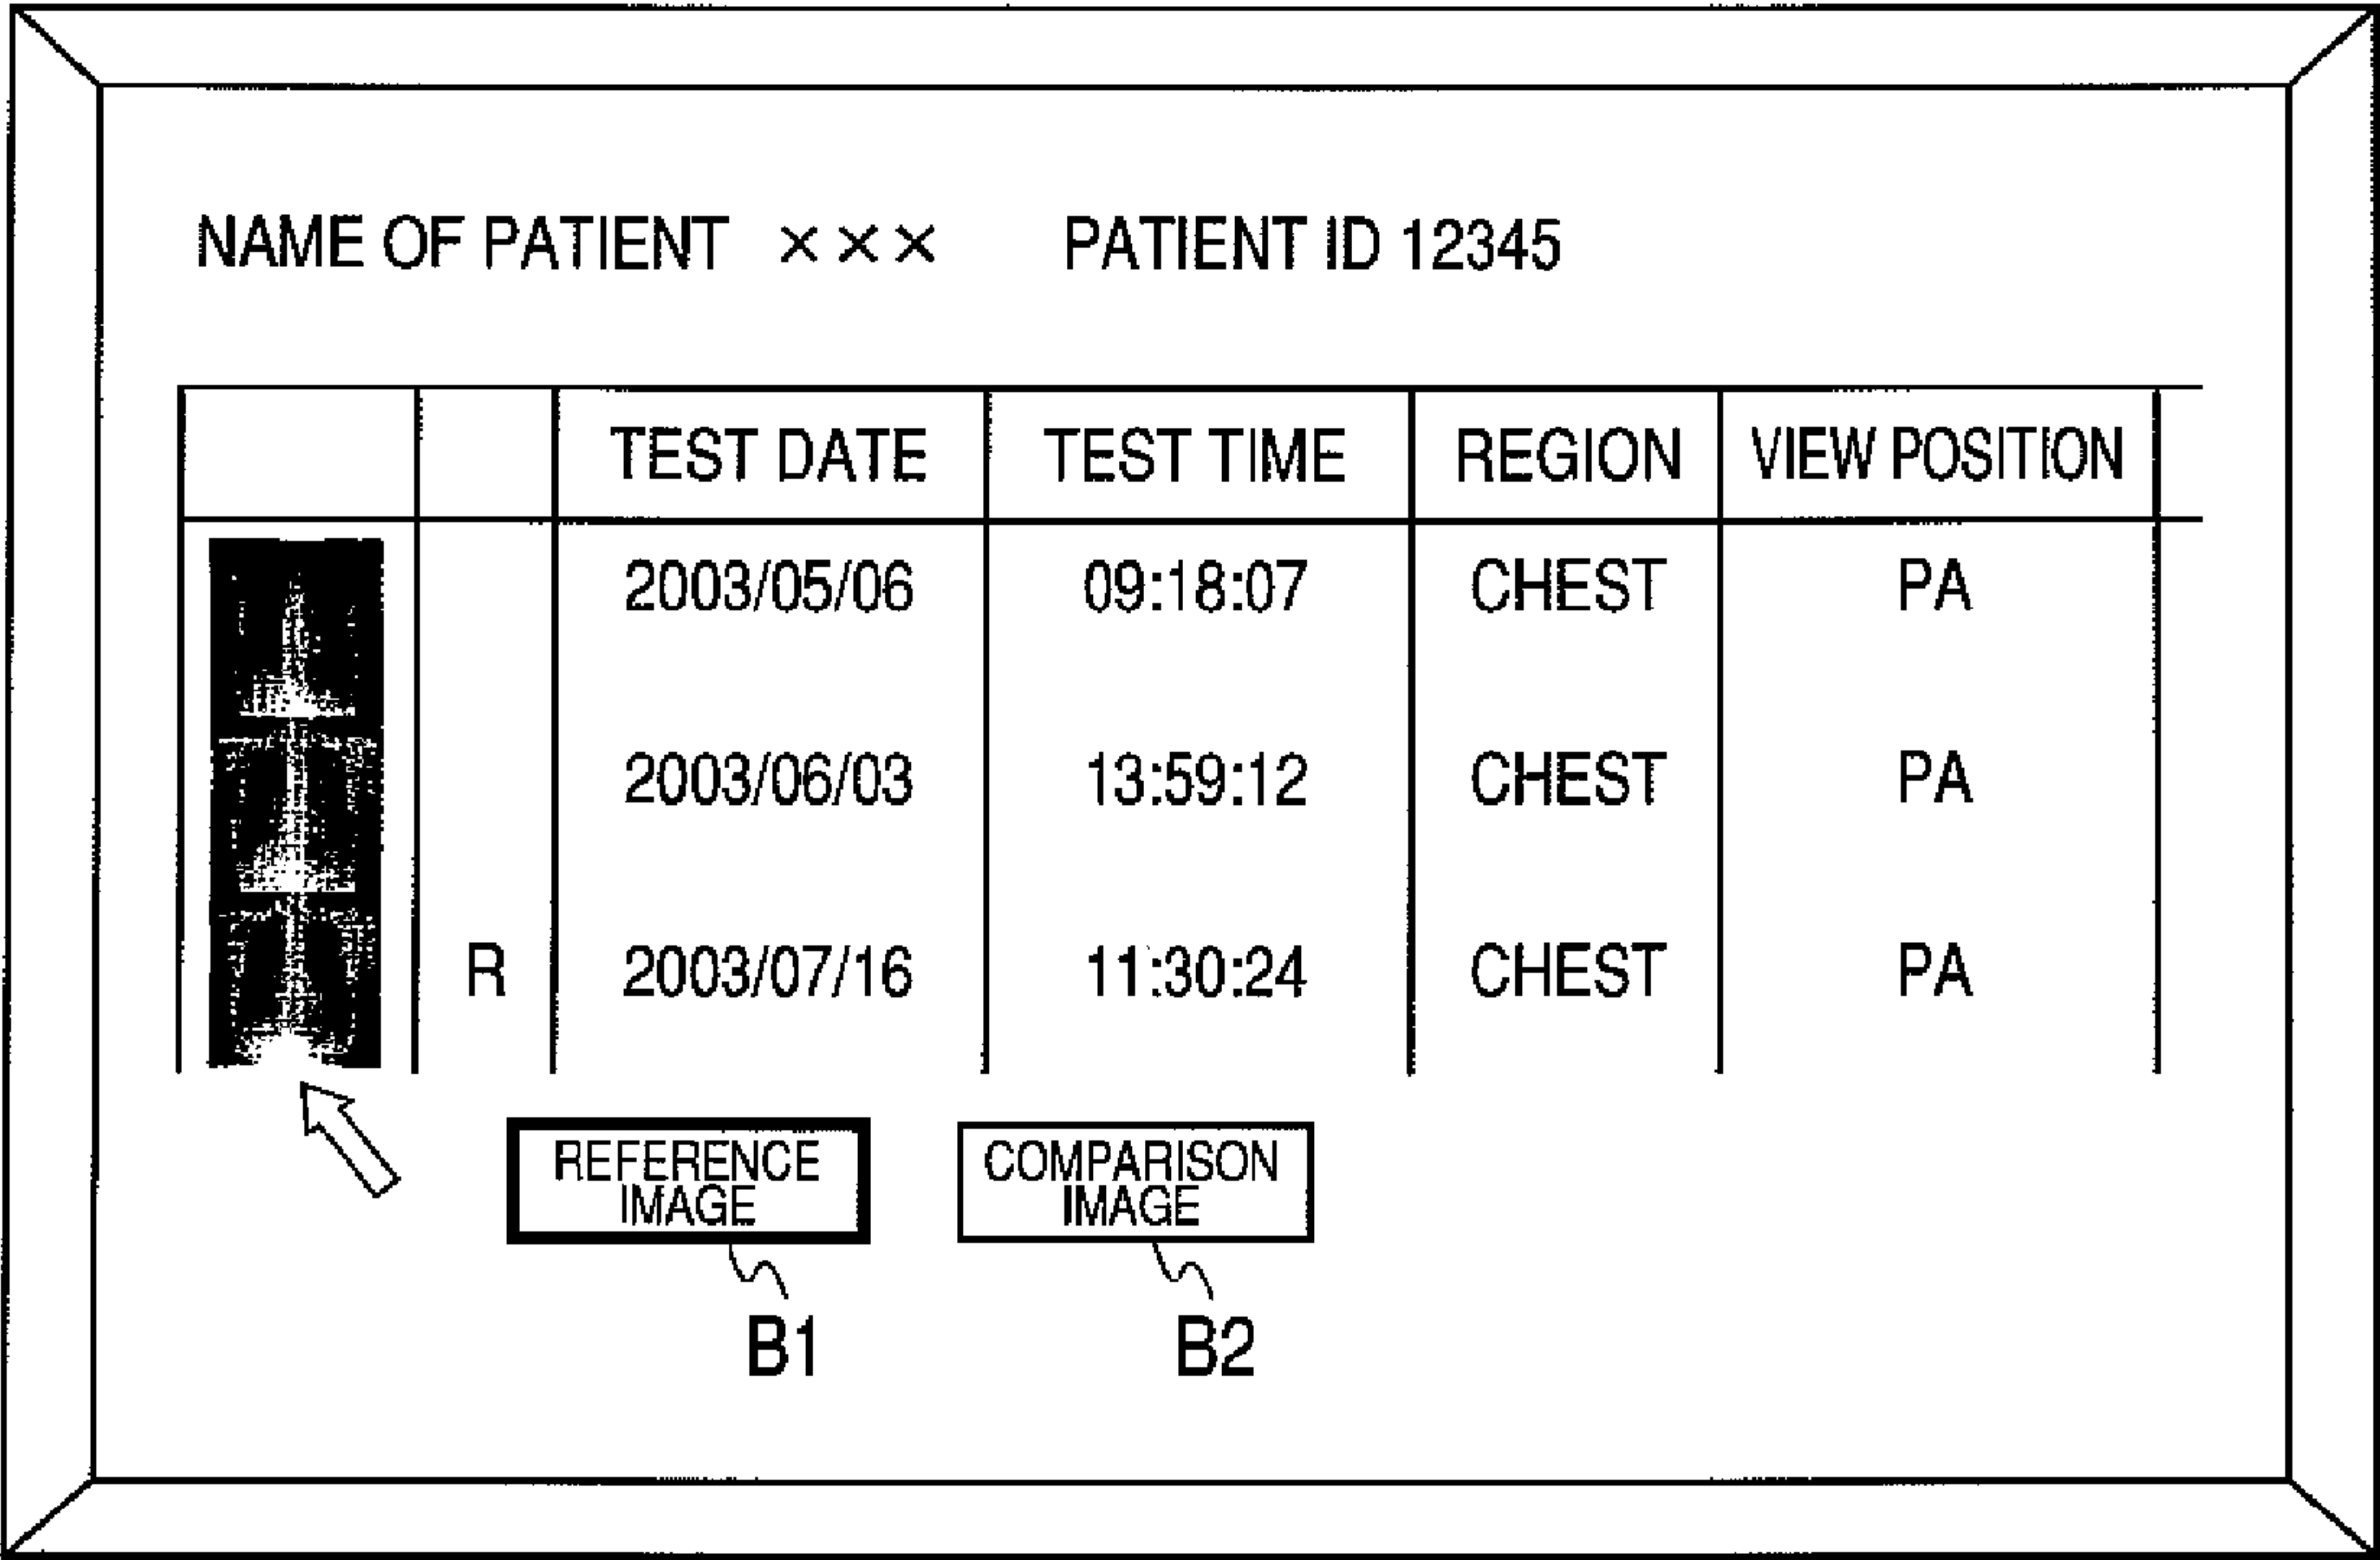 NAME OF PATIENT ××× PATIENT ID 12345
TEST DATE TEST TIME REGION VIEW POSITION
2003/05/06 09:18:07 CHEST PA
2003/06/03 13:59:12 CHEST PA
R 2003/07/16 11:30:24 CHEST PA
REFERENCE IMAGE
COMPARISON IMAGE
B1 B2